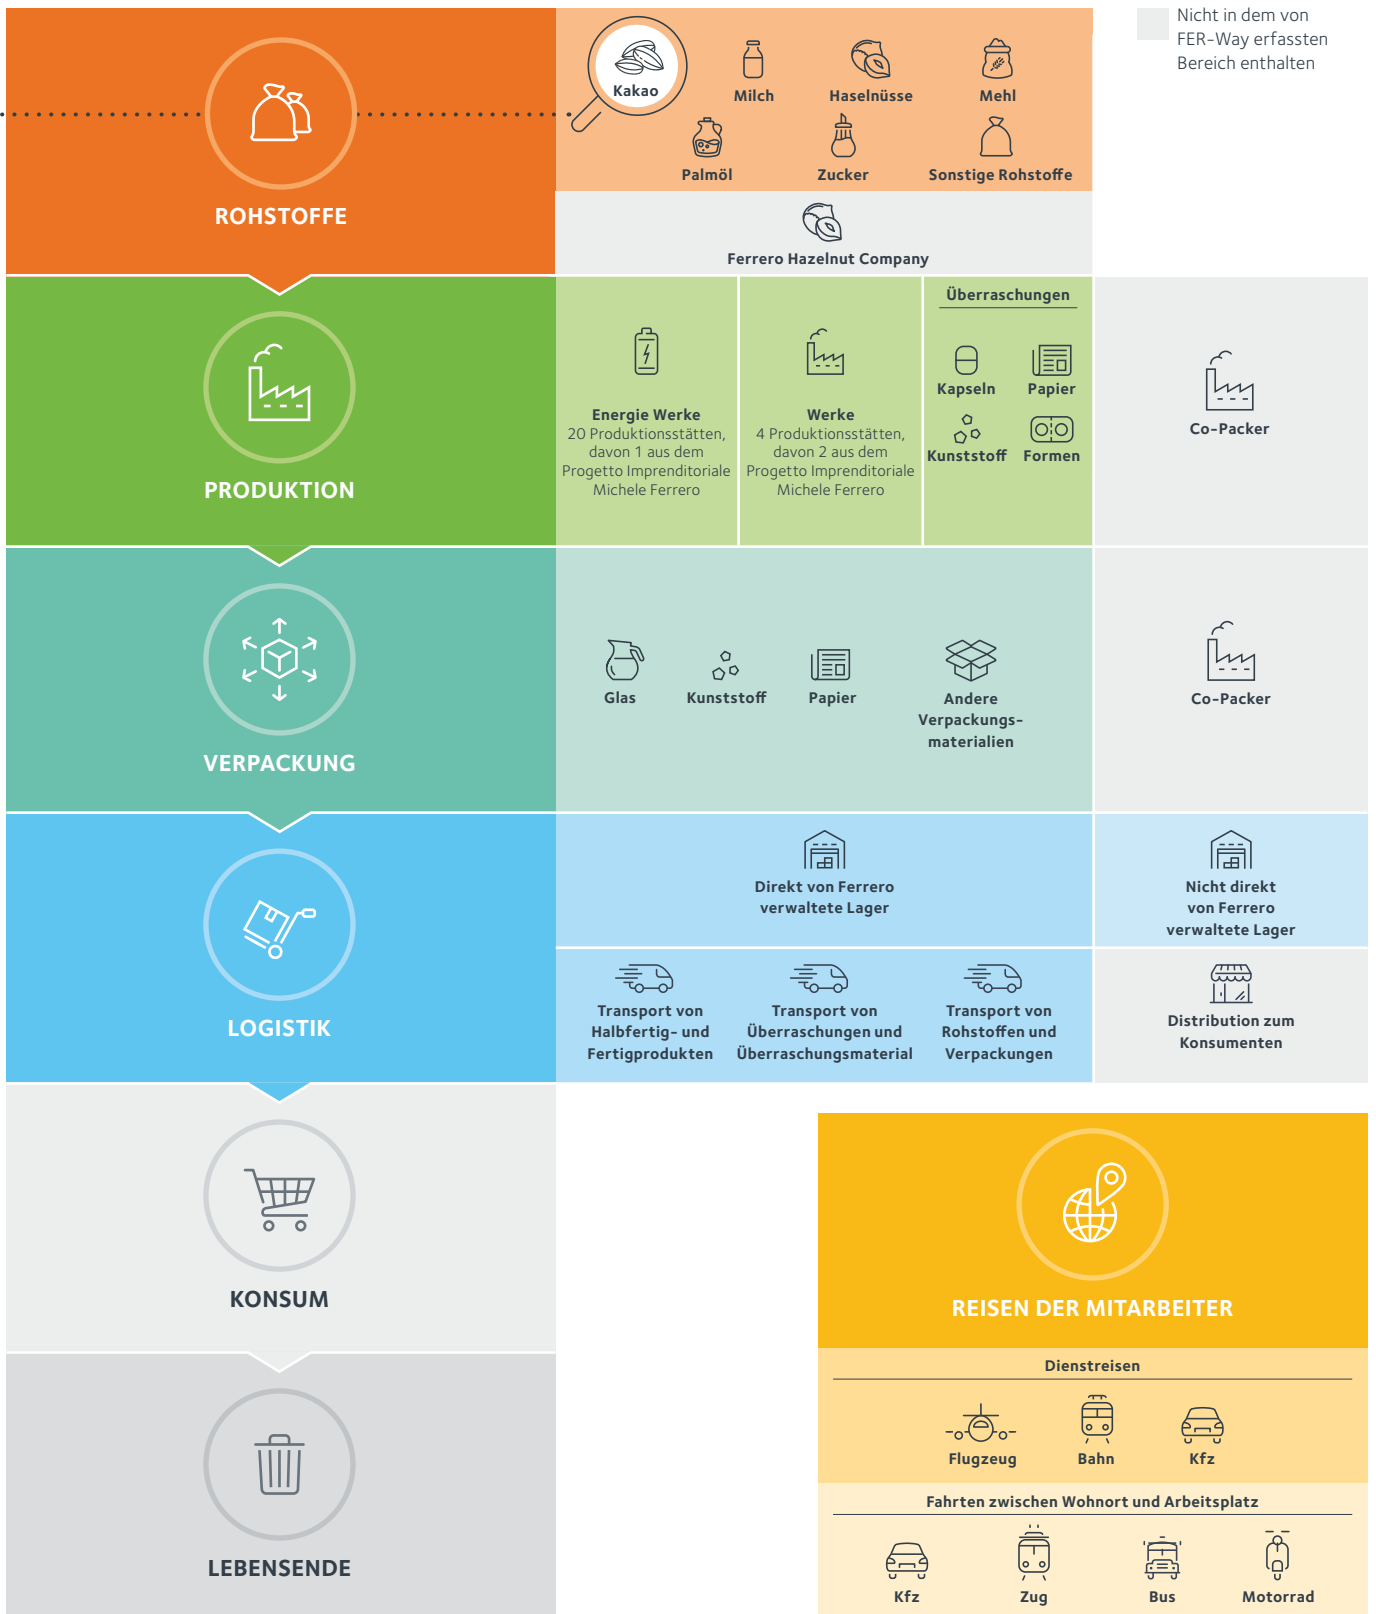 Nicht in dem von
FER-Way erfassten
Bereich enthalten
Kakao
Milch
Haselnüsse
Mehl
Palmöl
Zucker
Sonstige Rohstoffe
ROHSTOFFE
Ferrero Hazelnut Company
PRODUKTION
Energie Werke
20 Produktionsstätten,
davon 1 aus dem
Progetto Imprenditoriale
Michele Ferrero
Werke
4 Produktionsstätten,
davon 2 aus dem
Progetto Imprenditoriale
Michele Ferrero
Überraschungen
Kapseln
Papier
Kunststoff
Formen
Co-Packer
VERPACKUNG
Glas
Kunststoff
Papier
Andere
Verpackungs-
materialien
Co-Packer
LOGISTIK
Direkt von Ferrero
verwaltete Lager
Nicht direkt
von Ferrero
verwaltete Lager
Transport von
Halbfertig- und
Fertigprodukten
Transport von
Überraschungen und
Überraschungsmaterial
Transport von
Rohstoffen und
Verpackungen
Distribution zum
Konsumenten
KONSUM
LEBENSENDE
REISEN DER MITARBEITER
Dienstreisen
Flugzeug
Bahn
Kfz
Fahrten zwischen Wohnort und Arbeitsplatz
Kfz
Zug
Bus
Motorrad